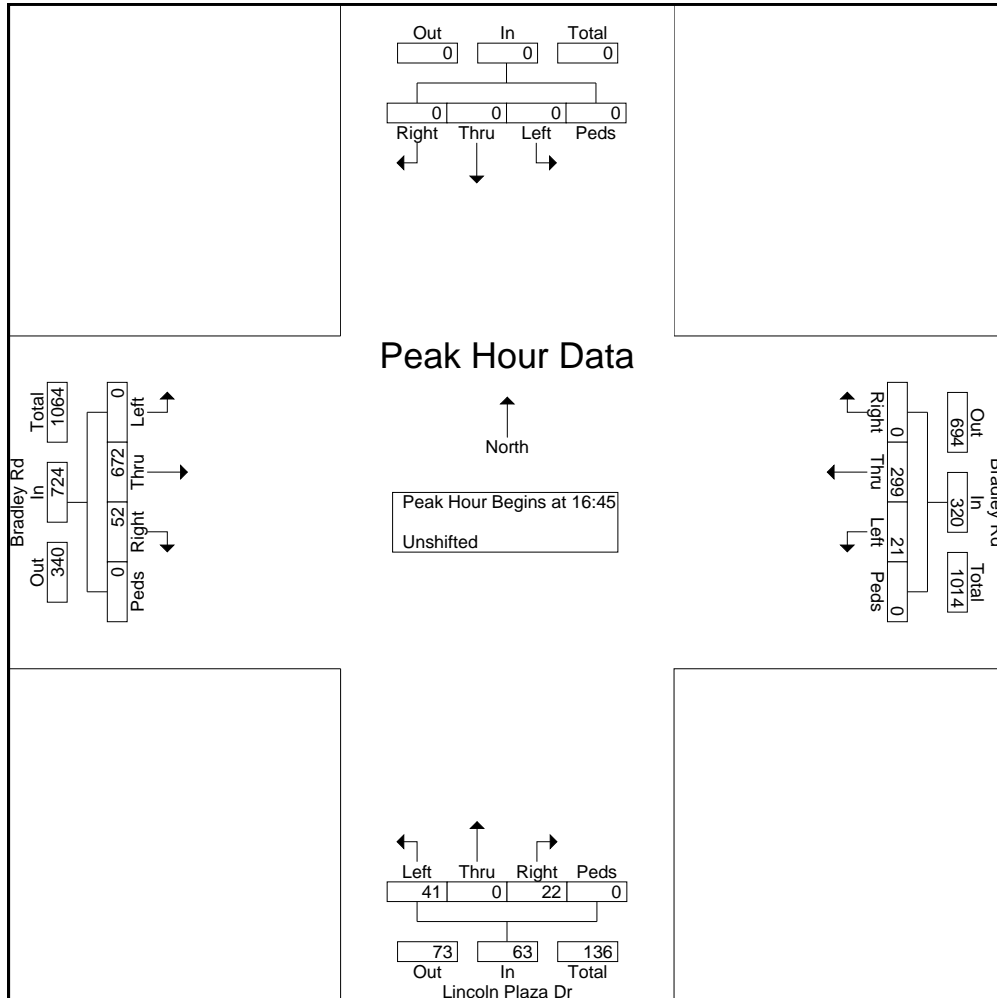 Out In Total
0 0 0
0 0 0 0
Right Thru Left Peds
Peak Hour Data
North
Peak Hour Begins at 16:45
Unshifted
Bradley Rd
Out In Total
340 724 1064
0 52 672 0
Peds Right Thru Left
Bradley Rd
Out In Total
694 320 1014
0 299 21 0
Right Thru Left Peds
Left Thru Right Peds
41 0 22 0
73 63 136
Out In Total
Lincoln Plaza Dr